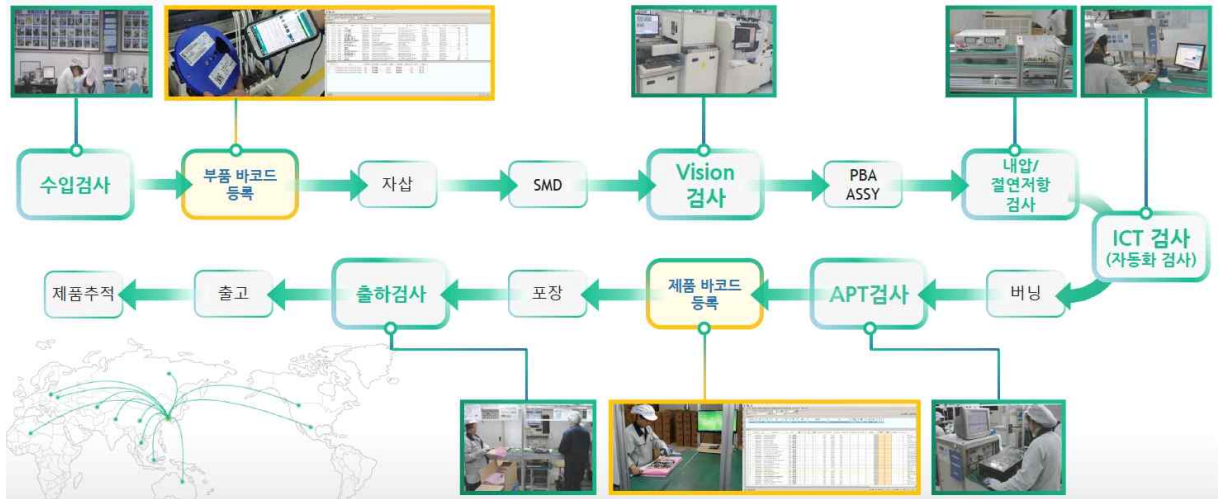 수입검사
부품 바코드
등록
자삽
SMD
Vision
검사
PBA
ASSY
내압/
절연저항
검사
ICT 검사
(자동화 검사)
버닝
APT검사
제품 바코드
등록
포장
출하검사
출고
제품추적